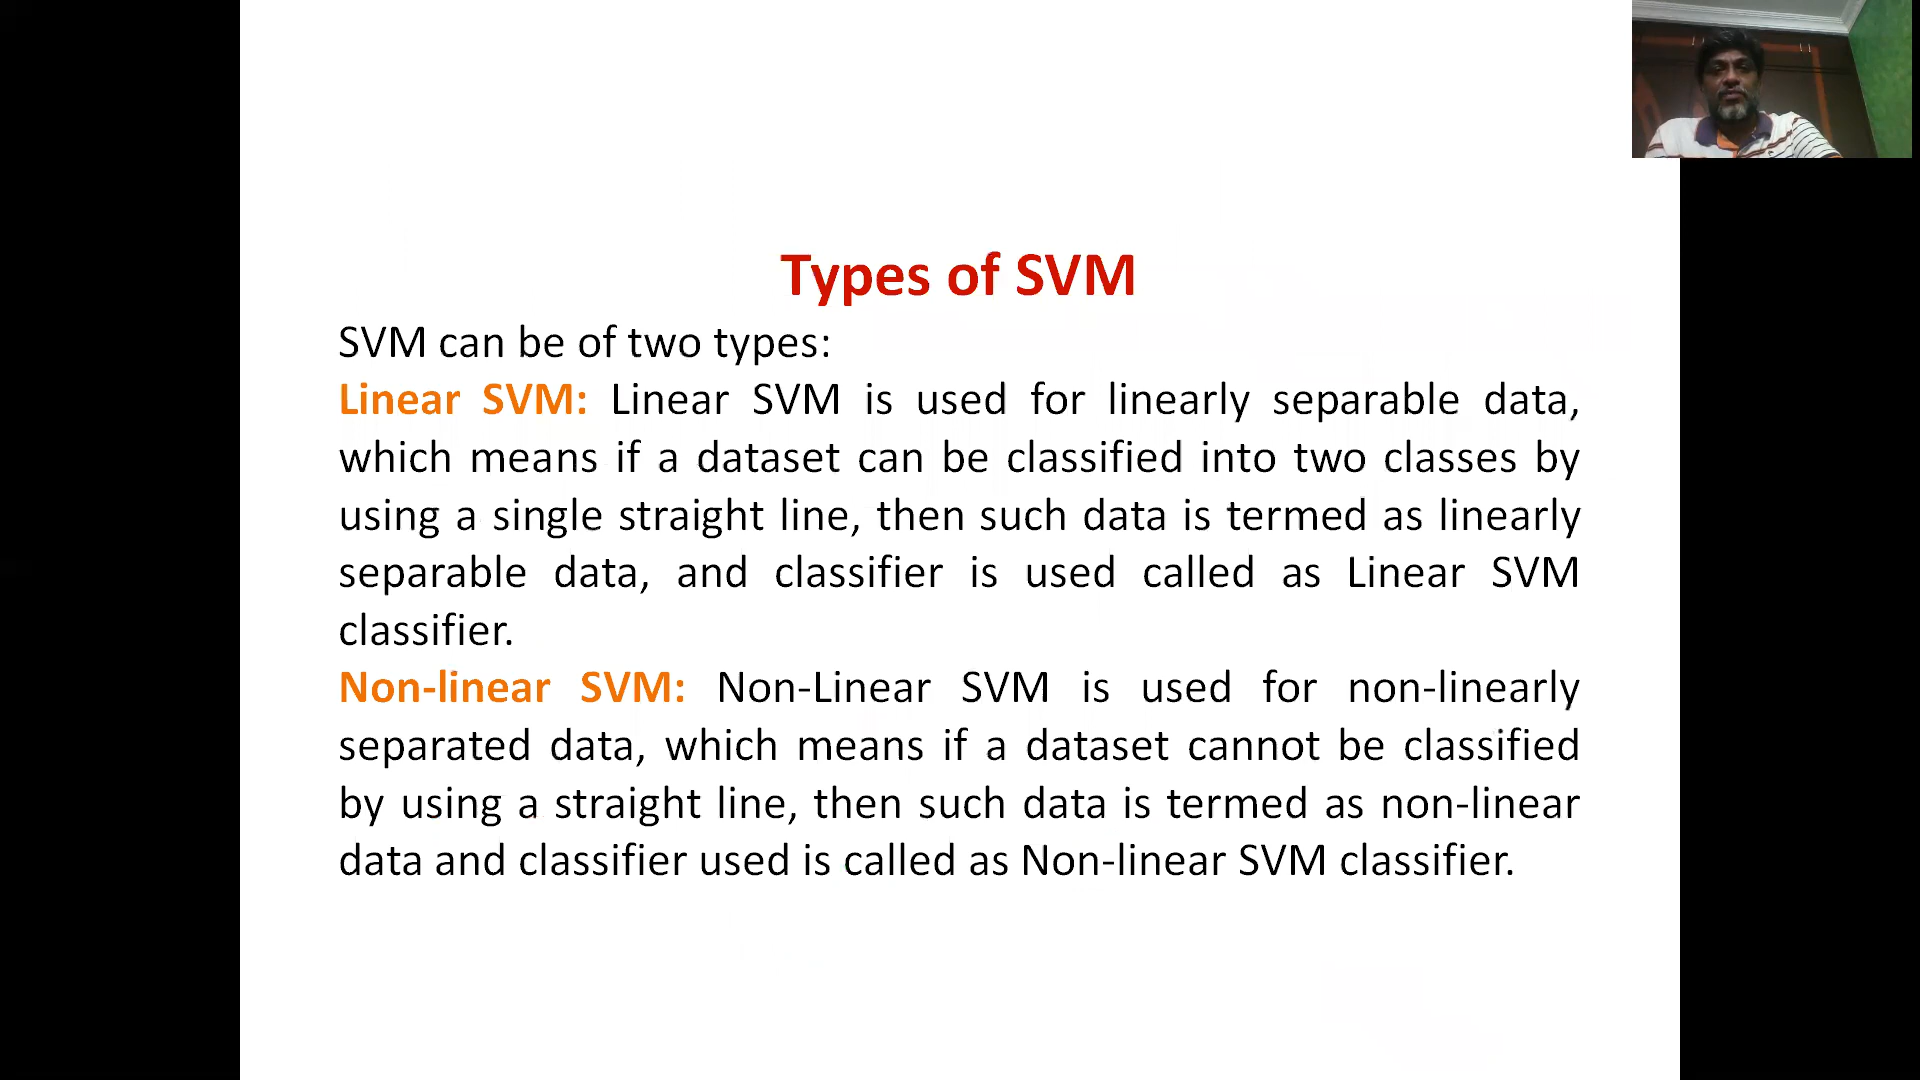 Types of SVM
SVM can be of two types:
Linear SVM: Linear SVM is used for linearly separable data,
which means if a dataset can be classified into two classes by
using a single straight line, then such data is termed as linearly
separable data, and classifier is used called as Linear SVM
classifier.
Non-linear SVM: Non-Linear SVM is used for non-linearly
separated data, which means if a dataset cannot be classified
by using a straight line, then such data is termed as non-linear
data and classifier used is called as Non-linear SVM classifier.